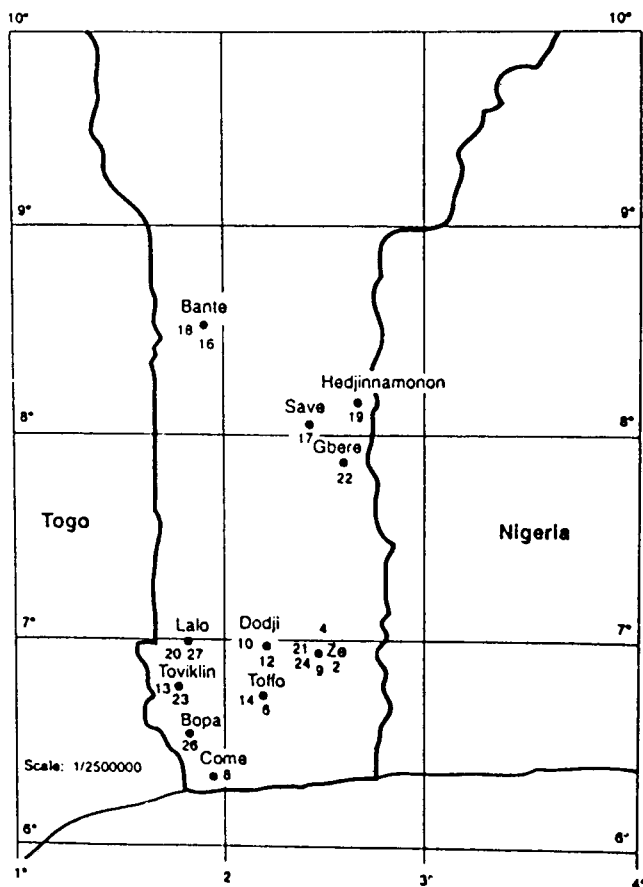 10° 10°
9° 9°
Bante
18
16
Hedjinnamonon
19
Save
17
8° 8°
Gbere
22
Togo
Nigeria
7° 7°
Lalo
20 27
Dodji
10
12
4
21 Ze
24 9 2
Toviklin
13
23
Toffo
14
6
Bopa
26
Come
8
Scale: 1/2500000
6° 6°
1° 2 3° 4°